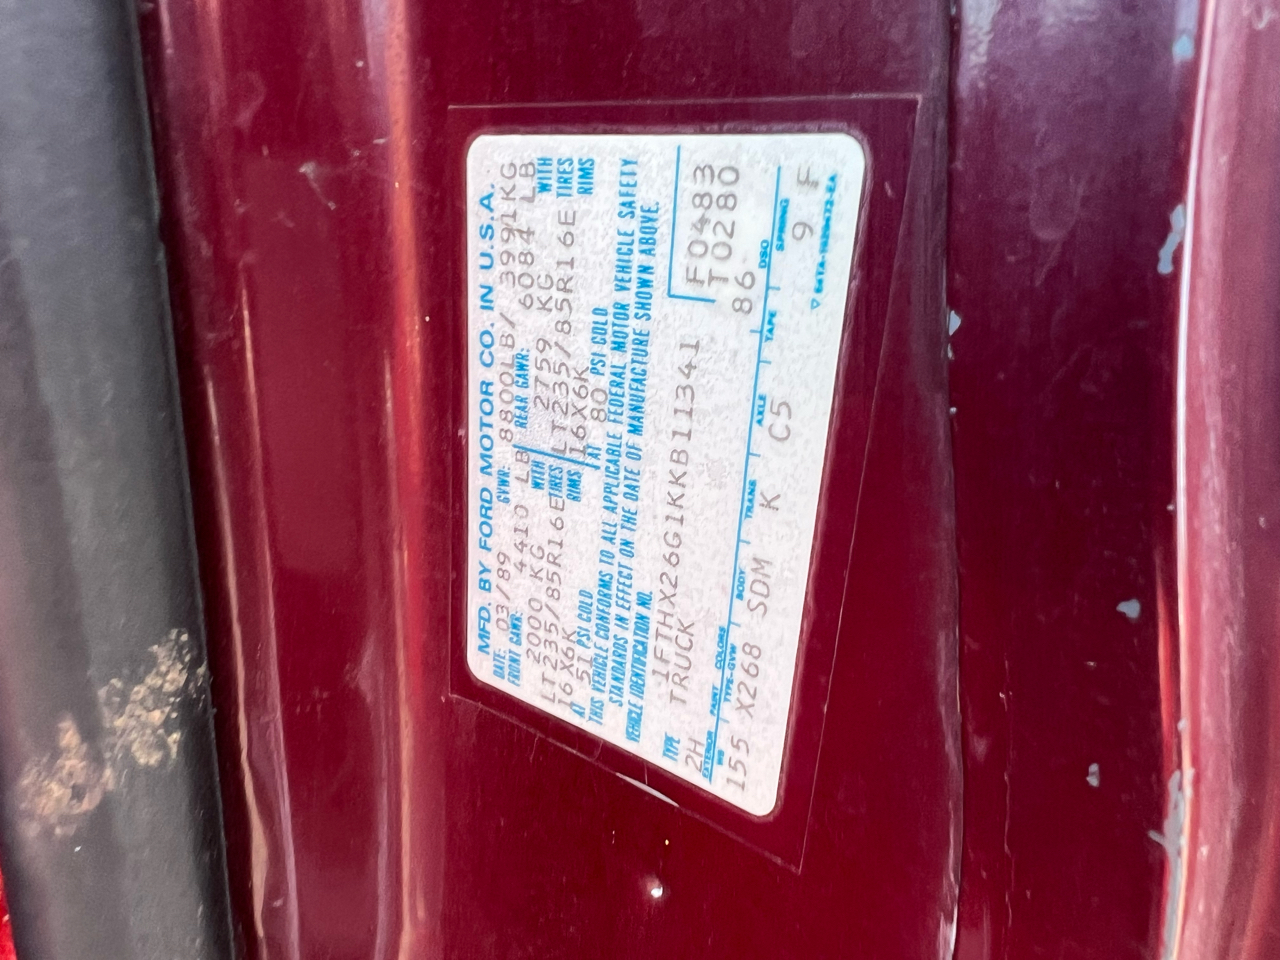 MFD. BY FORD MOTOR CO. IN U.S.A.
DATE: 03/89 GVWR: 8800LB/ 3991KG
FRONT GAWR: 4410 LB REAR GAWR: 6084 LB
2000 KG WITH 2759 KG WITH
LT235/85R16E TIRES LT235/85R16E TIRES
16X6K RIMS 16X6K RIMS
AT 51 PSI COLD AT 80 PSI COLD
THIS VEHICLE CONFORMS TO ALL APPLICABLE FEDERAL MOTOR VEHICLE SAFETY
STANDARDS IN EFFECT ON THE DATE OF MANUFACTURE SHOWN ABOVE.
VEHICLE IDENTIFICATION NO.
1FTHX26G1KKB11341 F0483
TYPE TRUCK T0280
2H 86
EXTERIOR PAINT COLORS DSO
WB TYPE-GVW BODY TRANS AXLE TAPE SPRING
155 X268 SDM K C5 9 F